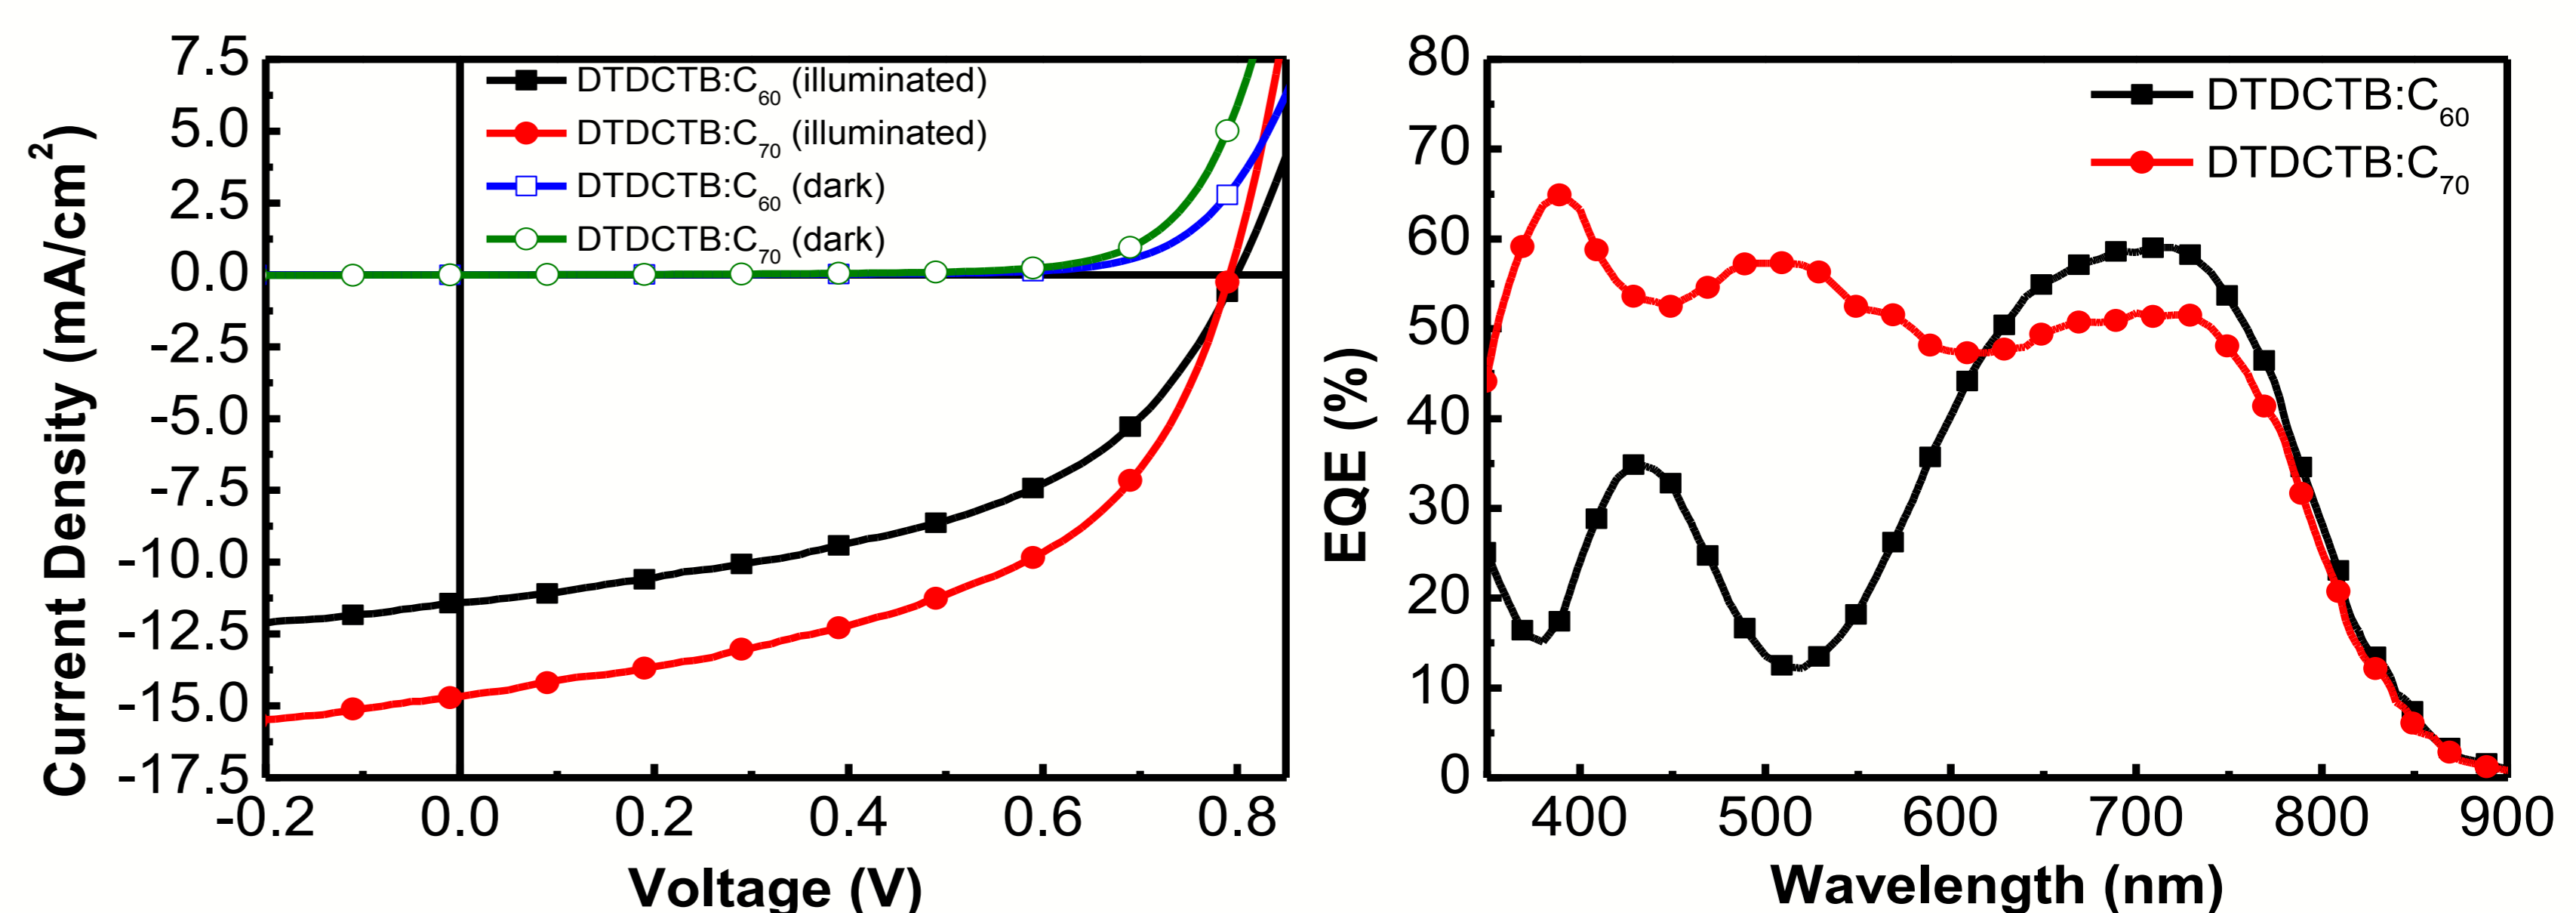 7.5
5.0
2.5
0.0
-2.5
-5.0
-7.5
-10.0
-12.5
-15.0
-17.5
-0.2 0.0 0.2 0.4 0.6 0.8
Voltage (V)
Current Density (mA/cm²)
DTDCTB:C₆₀ (illuminated)
DTDCTB:C₇₀ (illuminated)
DTDCTB:C₆₀ (dark)
DTDCTB:C₇₀ (dark)
80
70
60
50
40
30
20
10
0
400 500 600 700 800 900
Wavelength (nm)
EQE (%)
DTDCTB:C₆₀
DTDCTB:C₇₀